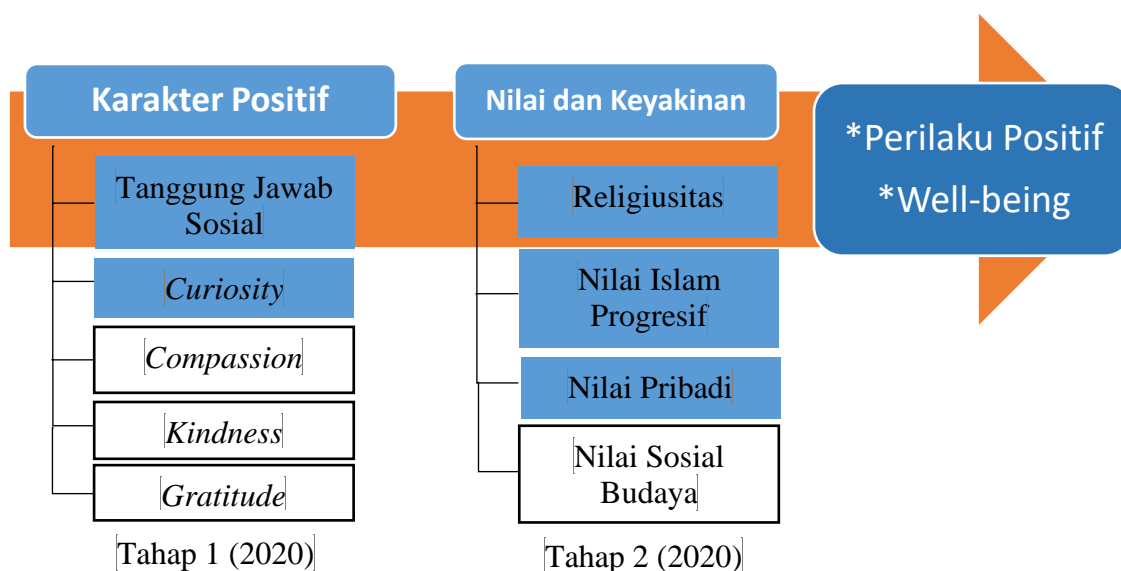 Karakter Positif
Tanggung Jawab
Sosial
Curiosity
Compassion
Kindness
Gratitude
Tahap 1 (2020)
Nilai dan Keyakinan
Religiusitas
Nilai Islam
Progresif
Nilai Pribadi
Nilai Sosial
Budaya
Tahap 2 (2020)
*Perilaku Positif
*Well-being